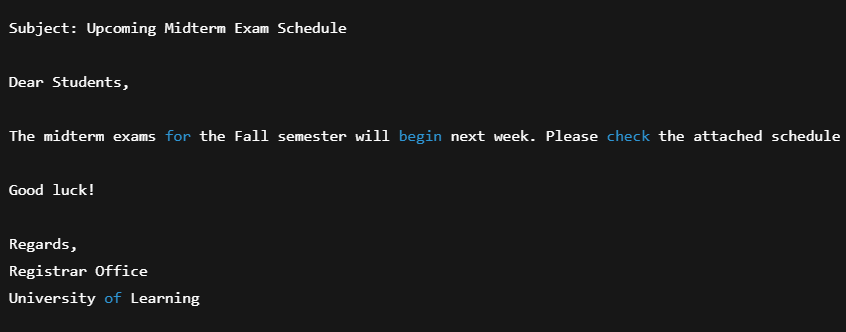 Subject: Upcoming Midterm Exam Schedule
Dear Students,
The midterm exams for the Fall semester will begin next week. Please check the attached schedule
Good luck!
Regards,
Registrar Office
University of Learning